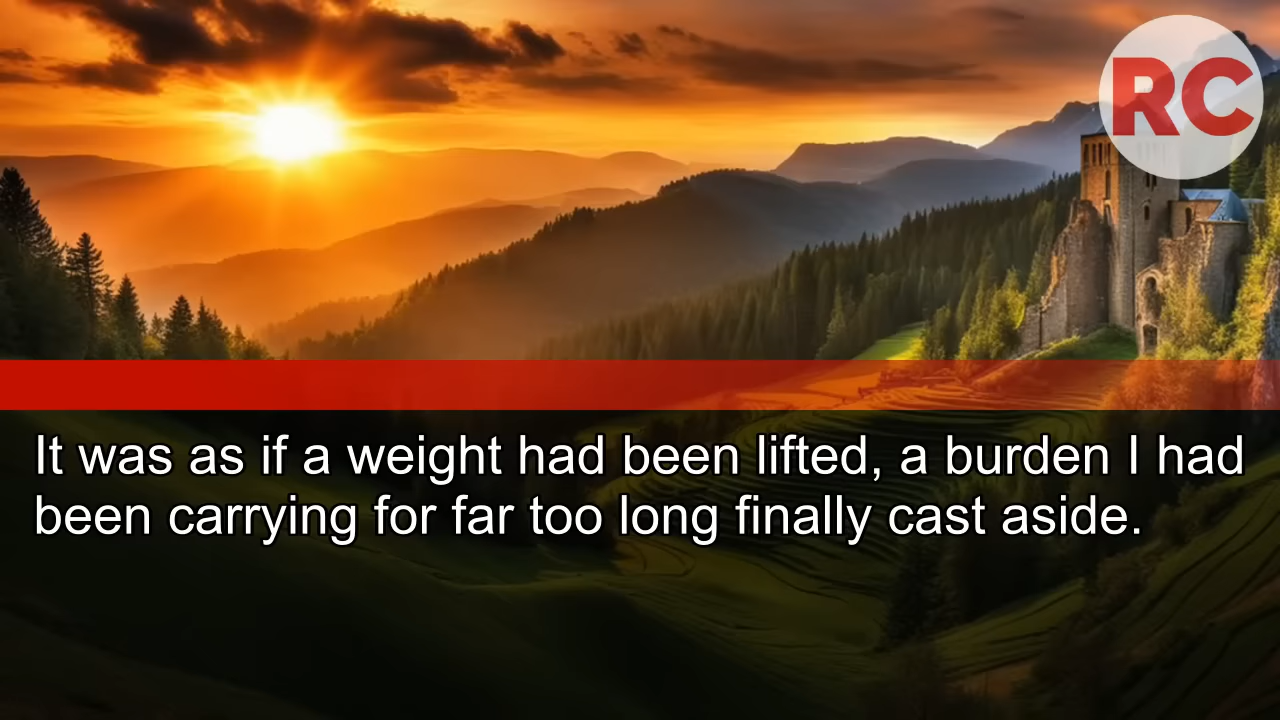 RC
It was as if a weight had been lifted, a burden I had
been carrying for far too long finally cast aside.